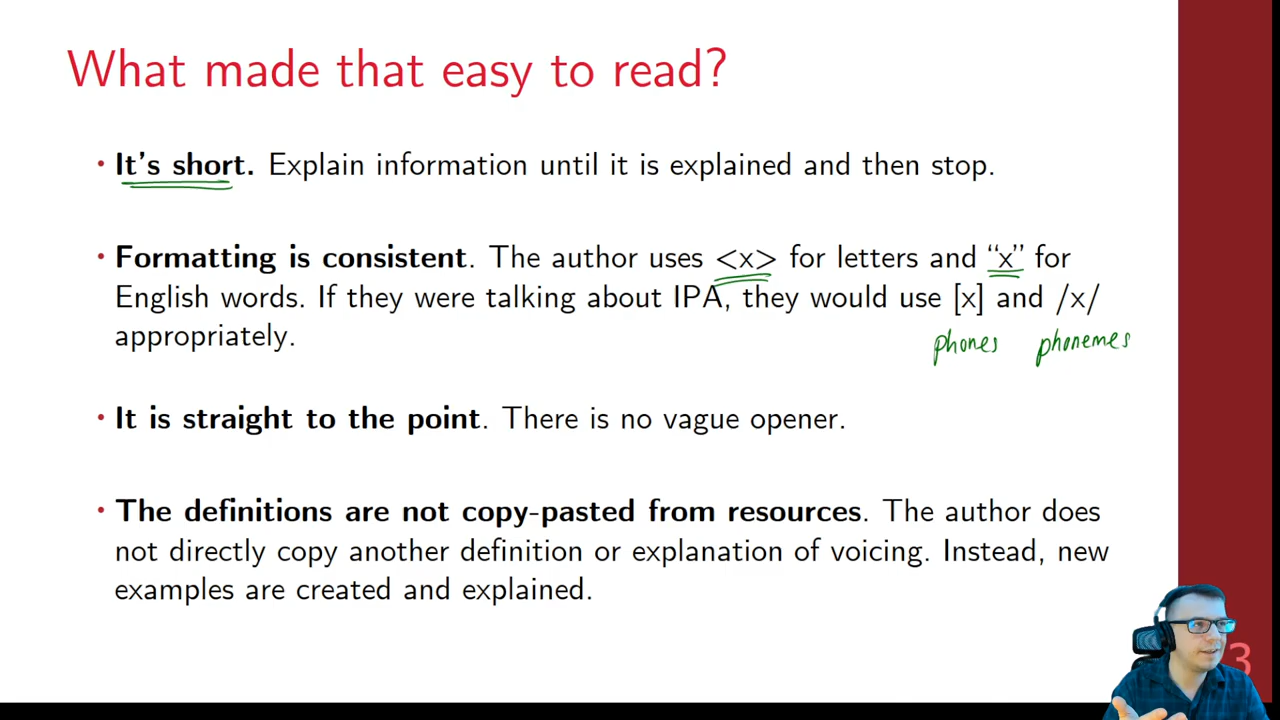 What made that easy to read?
• It's short. Explain information until it is explained and then stop.
• Formatting is consistent. The author uses <x> for letters and “x” for
English words. If they were talking about IPA, they would use [x] and /x/
appropriately.
phones phonemes
• It is straight to the point. There is no vague opener.
• The definitions are not copy-pasted from resources. The author does
not directly copy another definition or explanation of voicing. Instead, new
examples are created and explained.
3